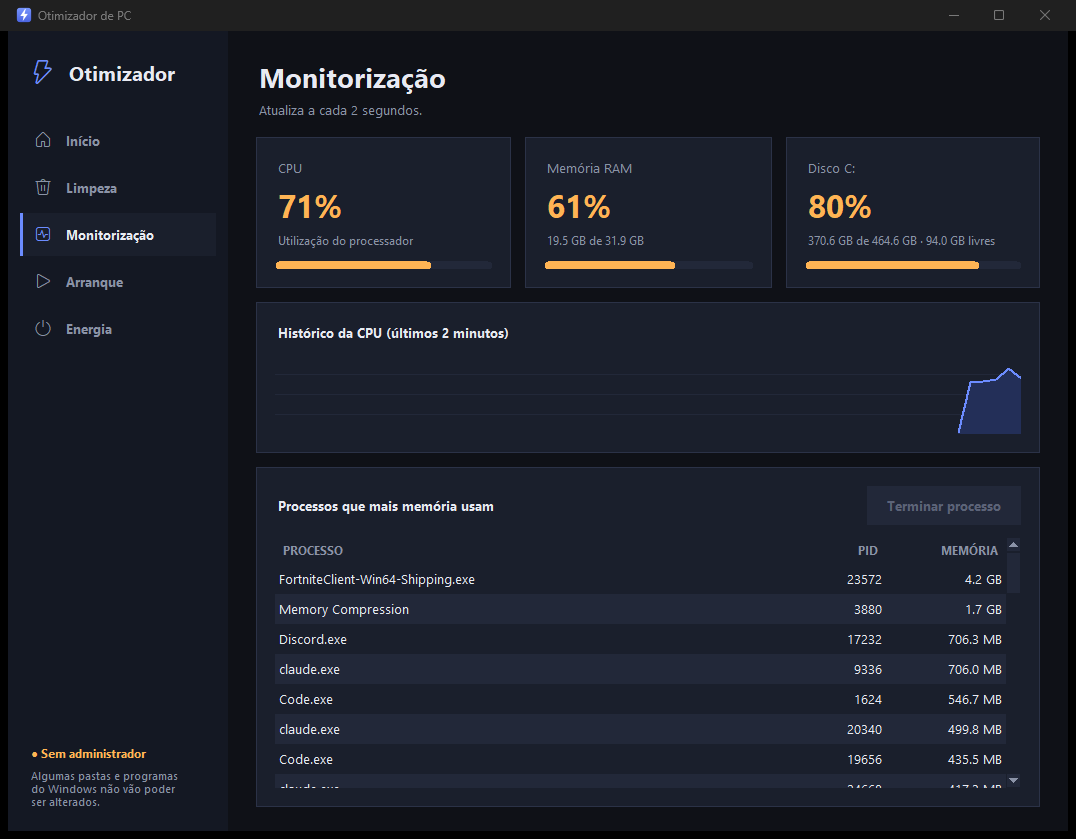 Otimizador de PC
Otimizador
Início
Limpeza
Monitorização
Arranque
Energia
● Sem administrador
Algumas pastas e programas
do Windows não vão poder
ser alterados.
Monitorização
Atualiza a cada 2 segundos.
CPU
71%
Utilização do processador
Memória RAM
61%
19.5 GB de 31.9 GB
Disco C:
80%
370.6 GB de 464.6 GB · 94.0 GB livres
Histórico da CPU (últimos 2 minutos)
Processos que mais memória usam
Terminar processo
PROCESSO PID MEMÓRIA
FortniteClient-Win64-Shipping.exe 23572 4.2 GB
Memory Compression 3880 1.7 GB
Discord.exe 17232 706.3 MB
claude.exe 9336 706.0 MB
Code.exe 1624 546.7 MB
claude.exe 20340 499.8 MB
Code.exe 19656 435.5 MB
claude.exe